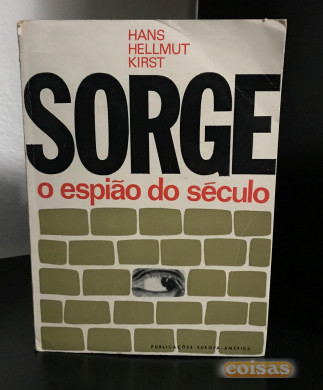 HANS
HELLMUT
KIRST
SORGE
o espião do século
PUBLICAÇÕES EUROPA-AMÉRICA
coisas